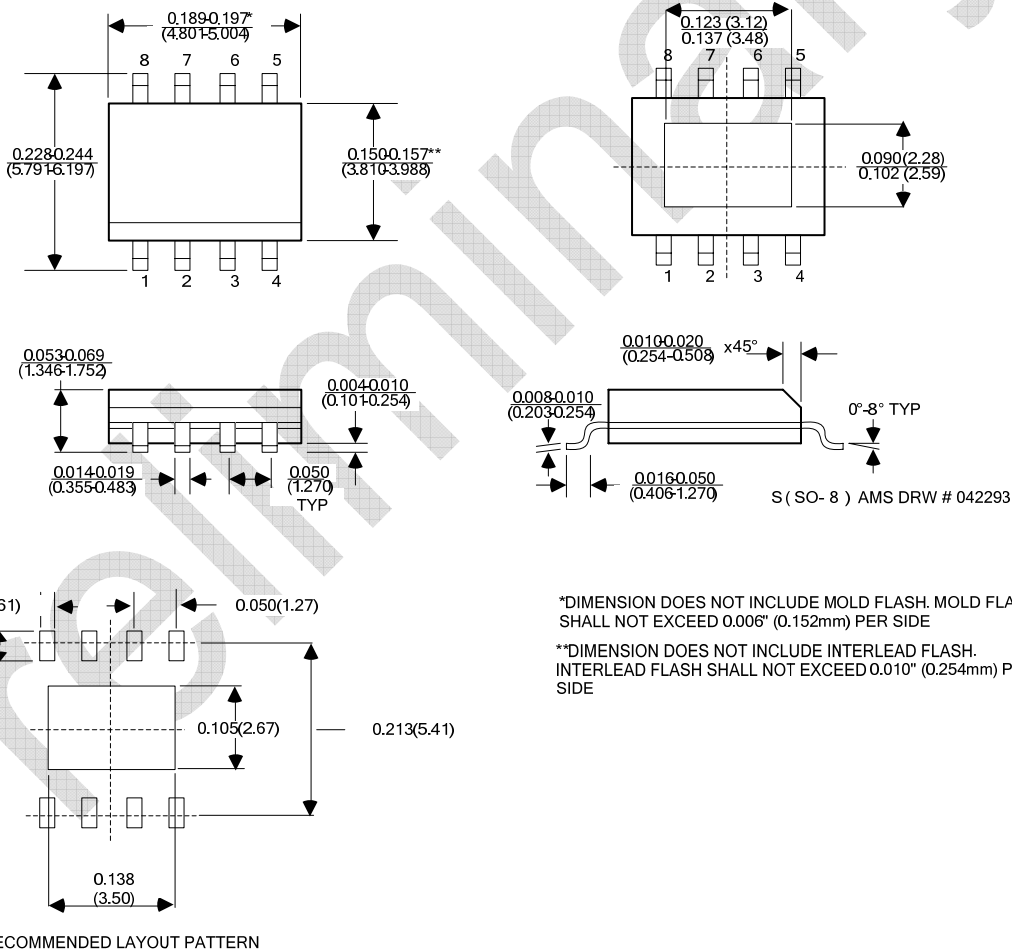 0.189-0.197*
(4.801-5.004)
8 7 6 5
0.228-0.244
(5.791-6.197)
0.150-0.157**
(3.810-3.988)
1 2 3 4
0.123 (3.12)
0.137 (3.48)
8 7 6 5
0.090(2.28)
0.102 (2.59)
1 2 3 4
0.053-0.069
(1.346-1.752)
0.004-0.010
(0.101-0.254)
0.014-0.019
(0.355-0.483)
0.050
(1.270)
TYP
0.010-0.020
(0.254-0.508)
x45°
0.008-0.010
(0.203-0.254)
0°-8° TYP
0.016-0.050
(0.406-1.270)
S ( SO- 8 ) AMS DRW # 042293
61)
0.050(1.27)
0.105(2.67)
0.213(5.41)
0.138
(3.50)
ECOMMENDED LAYOUT PATTERN
*DIMENSION DOES NOT INCLUDE MOLD FLASH. MOLD FLA
SHALL NOT EXCEED 0.006" (0.152mm) PER SIDE
**DIMENSION DOES NOT INCLUDE INTERLEAD FLASH.
INTERLEAD FLASH SHALL NOT EXCEED 0.010" (0.254mm) P
SIDE
reliminary